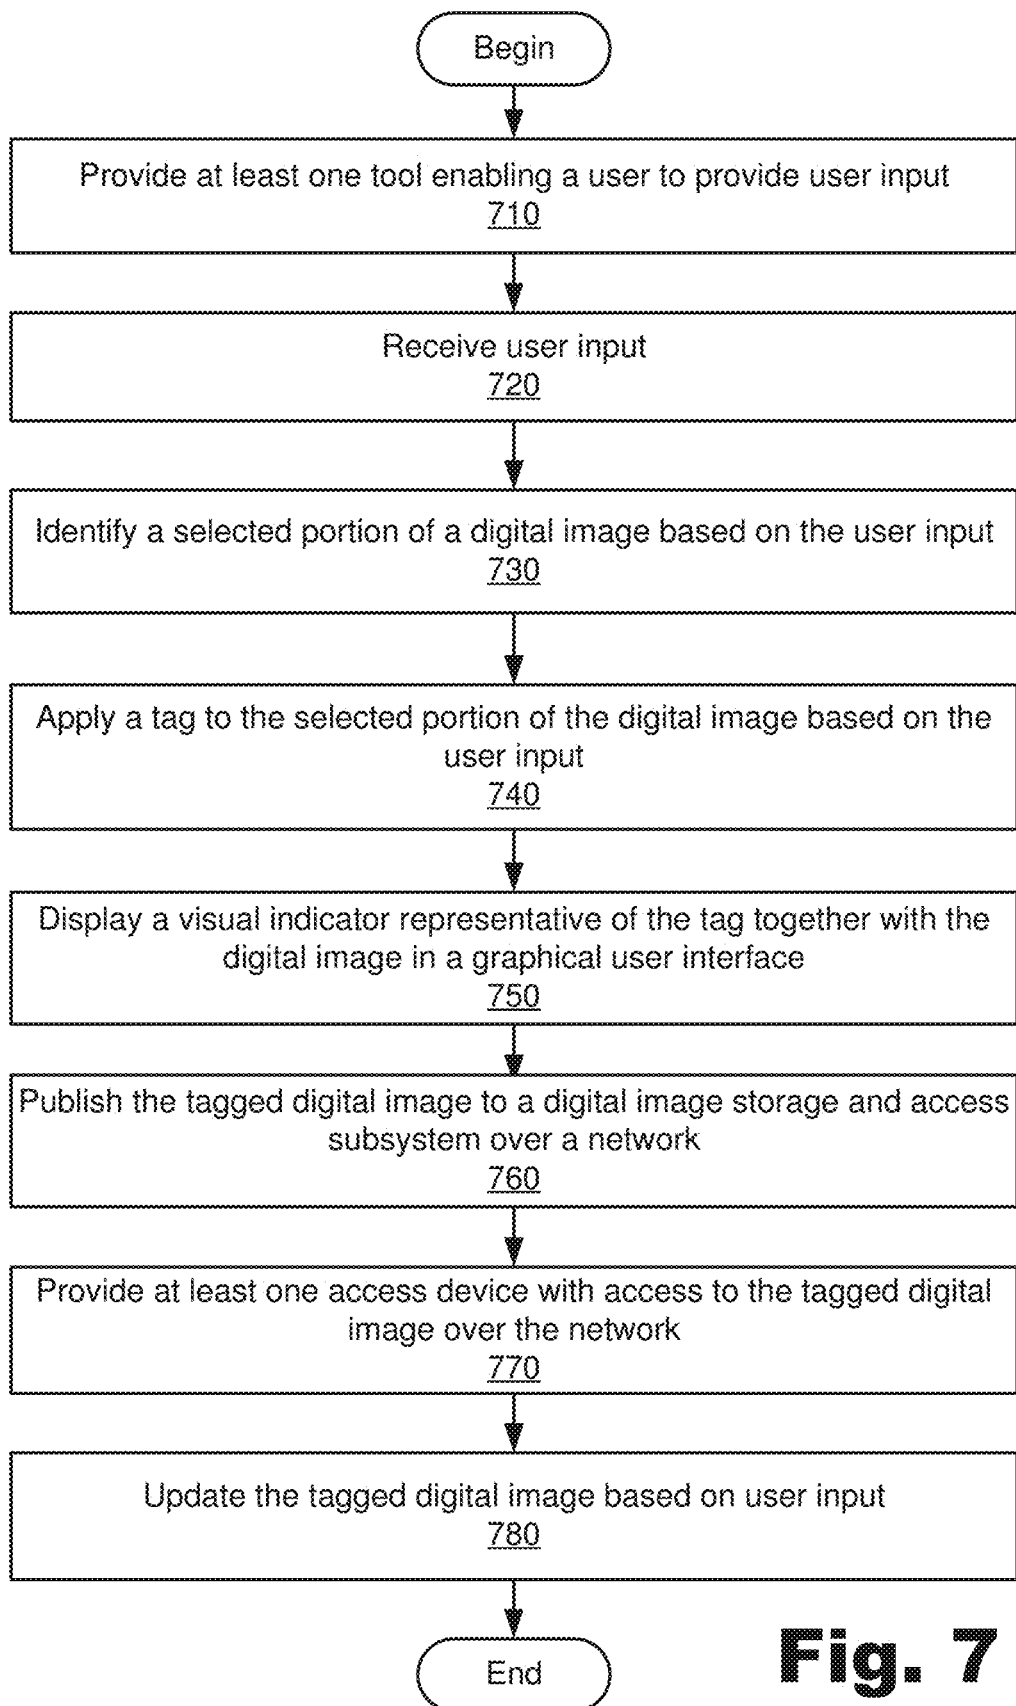 Begin
Provide at least one tool enabling a user to provide user input
710
Receive user input
720
Identify a selected portion of a digital image based on the user input
730
Apply a tag to the selected portion of the digital image based on the
user input
740
Display a visual indicator representative of the tag together with the
digital image in a graphical user interface
750
Publish the tagged digital image to a digital image storage and access
subsystem over a network
760
Provide at least one access device with access to the tagged digital
image over the network
770
Update the tagged digital image based on user input
780
End
Fig. 7